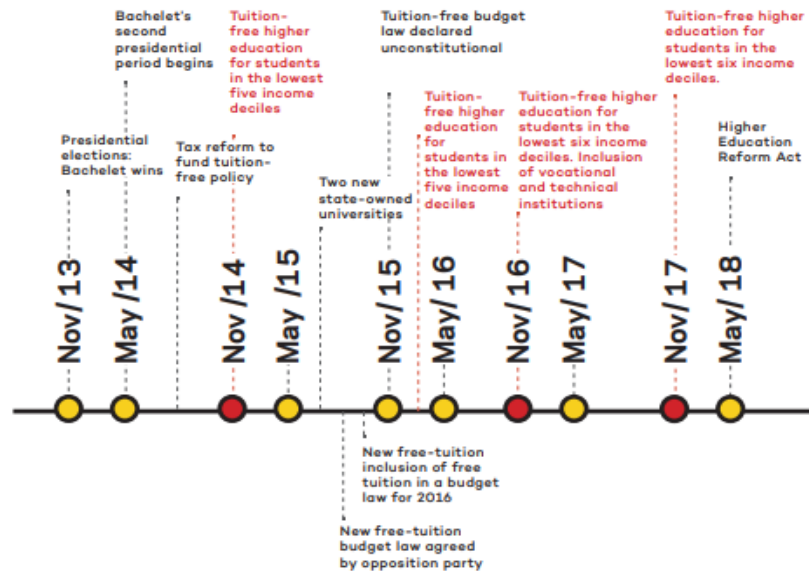 Bachelet's
second
presidential
period begins
Tuition-
free higher
education
for students
in the lowest
five income
deciles
Tuition-free budget
law declared
unconstitutional
Tuition-free higher
education for
students in the
lowest six income
deciles.
Presidential
elections:
Bachelet wins
Tax reform to
fund tuition-
free policy
Two new
state-owned
universities
Tuition-
free higher
education
for
students in
the lowest
five income
deciles
Tuition-free higher
education for
students in the
lowest six income
deciles. Inclusion
of vocational
and technical
institutions
Higher
Education
Reform Act
Nov/ 13
May /14
Nov /14
May /15
Nov/ 15
May/ 16
Nov/ 16
May/ 17
Nov/ 17
May/ 18
New free-tuition
inclusion of free
tuition in a budget
law for 2016
New free-tuition
budget law agreed
by opposition party